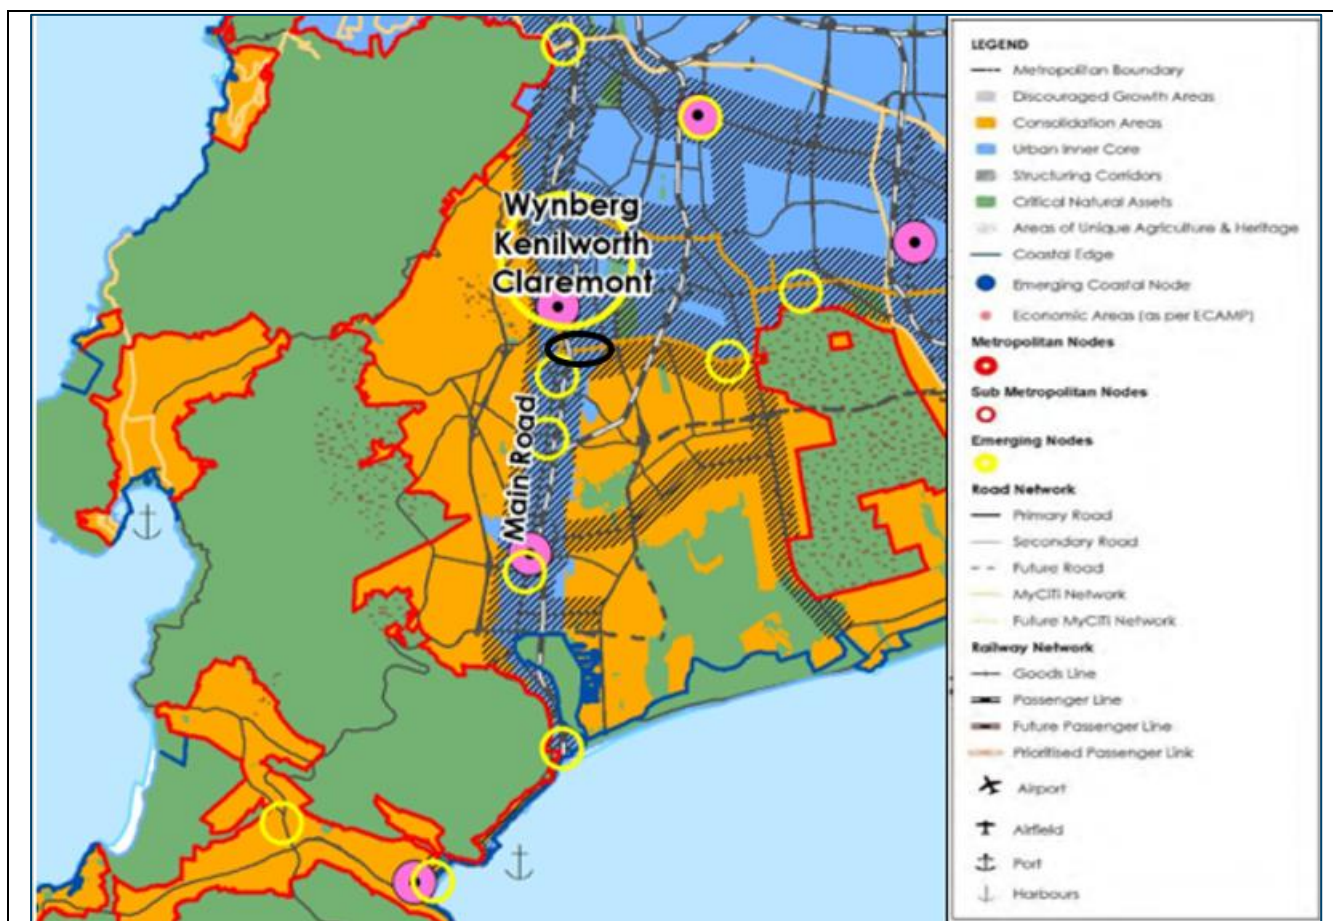 Wynberg
Kenilworth
Claremont
Main Road
LEGEND
Metropolitan Boundary
Discouraged Growth Areas
Consolidation Areas
Urban Inner Core
Structuring Corridors
Critical Natural Assets
Areas of Unique Agriculture & Heritage
Coastal Edge
Emerging Coastal Node
Economic Areas (as per ECAMP)
Metropolitan Nodes
Sub Metropolitan Nodes
Emerging Nodes
Road Network
Primary Road
Secondary Road
Future Road
MyCiTi Network
Future MyCiTi Network
Railway Network
Goods Line
Passenger Line
Future Passenger Line
Prioritised Passenger Link
Airport
Airfield
Port
Harbours